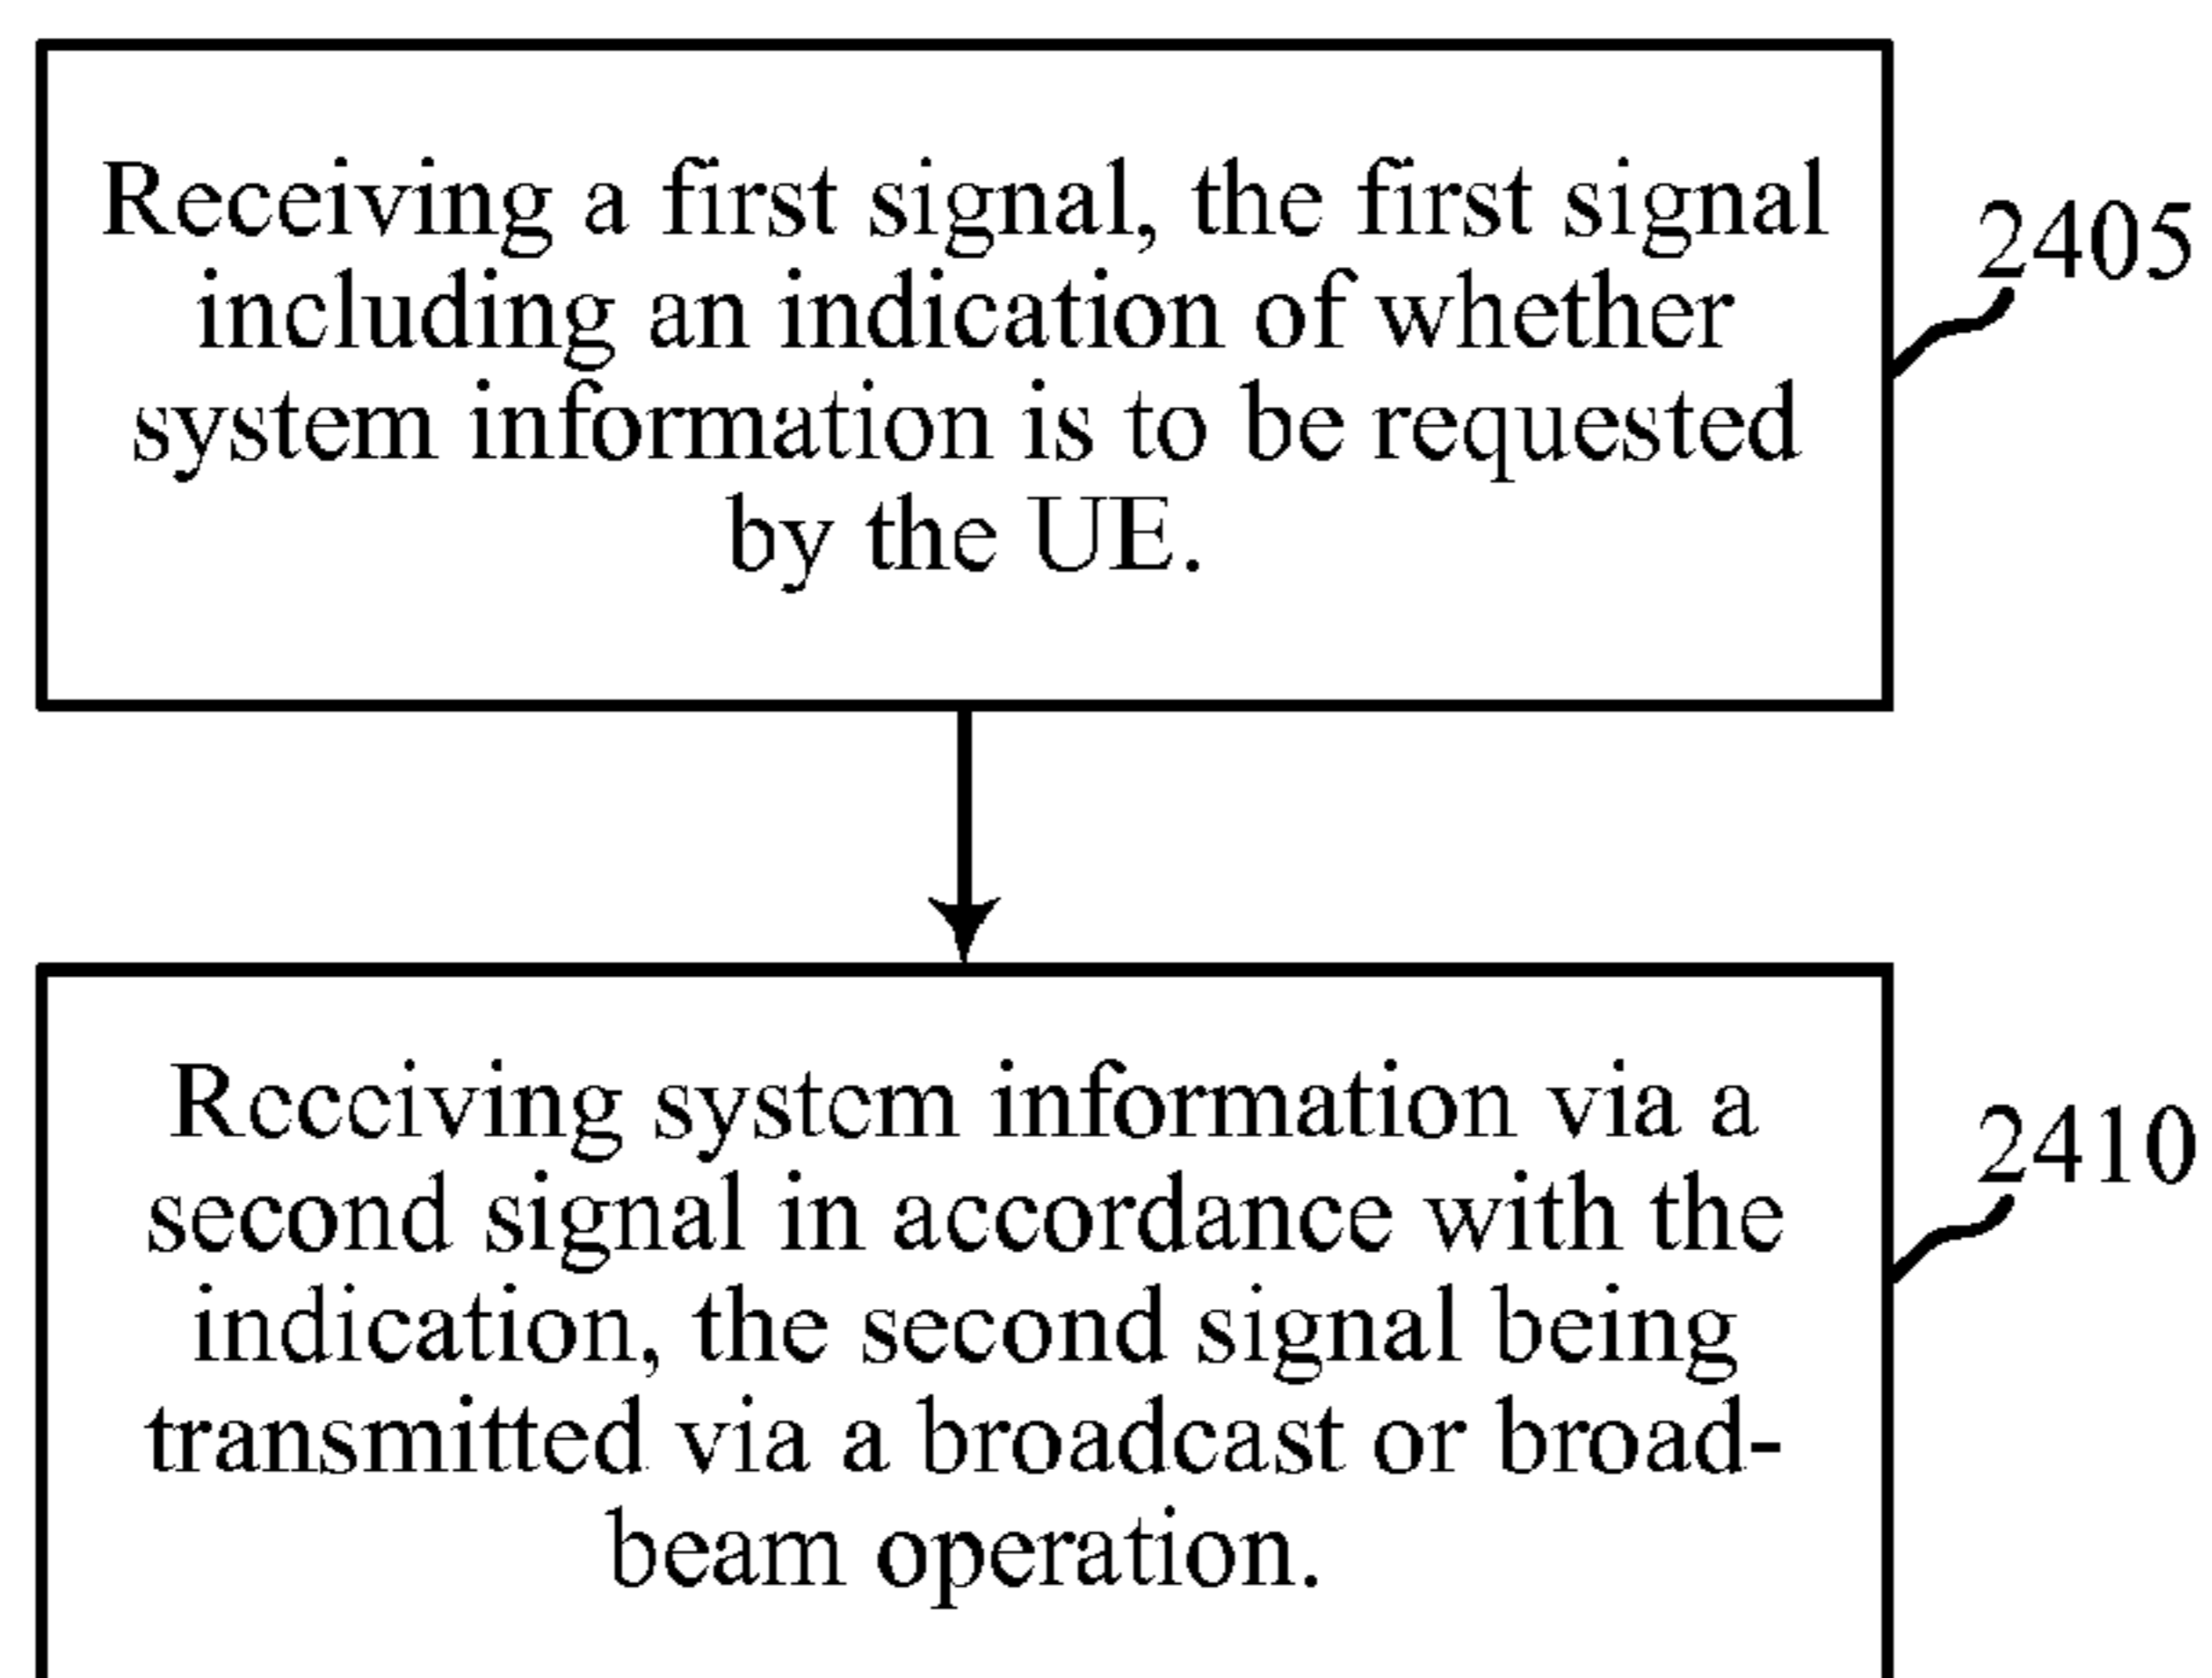 Receiving a first signal, the first signal
including an indication of whether
system information is to be requested
by the UE.
2405
Receiving system information via a
second signal in accordance with the
indication, the second signal being
transmitted via a broadcast or broad-
beam operation.
2410